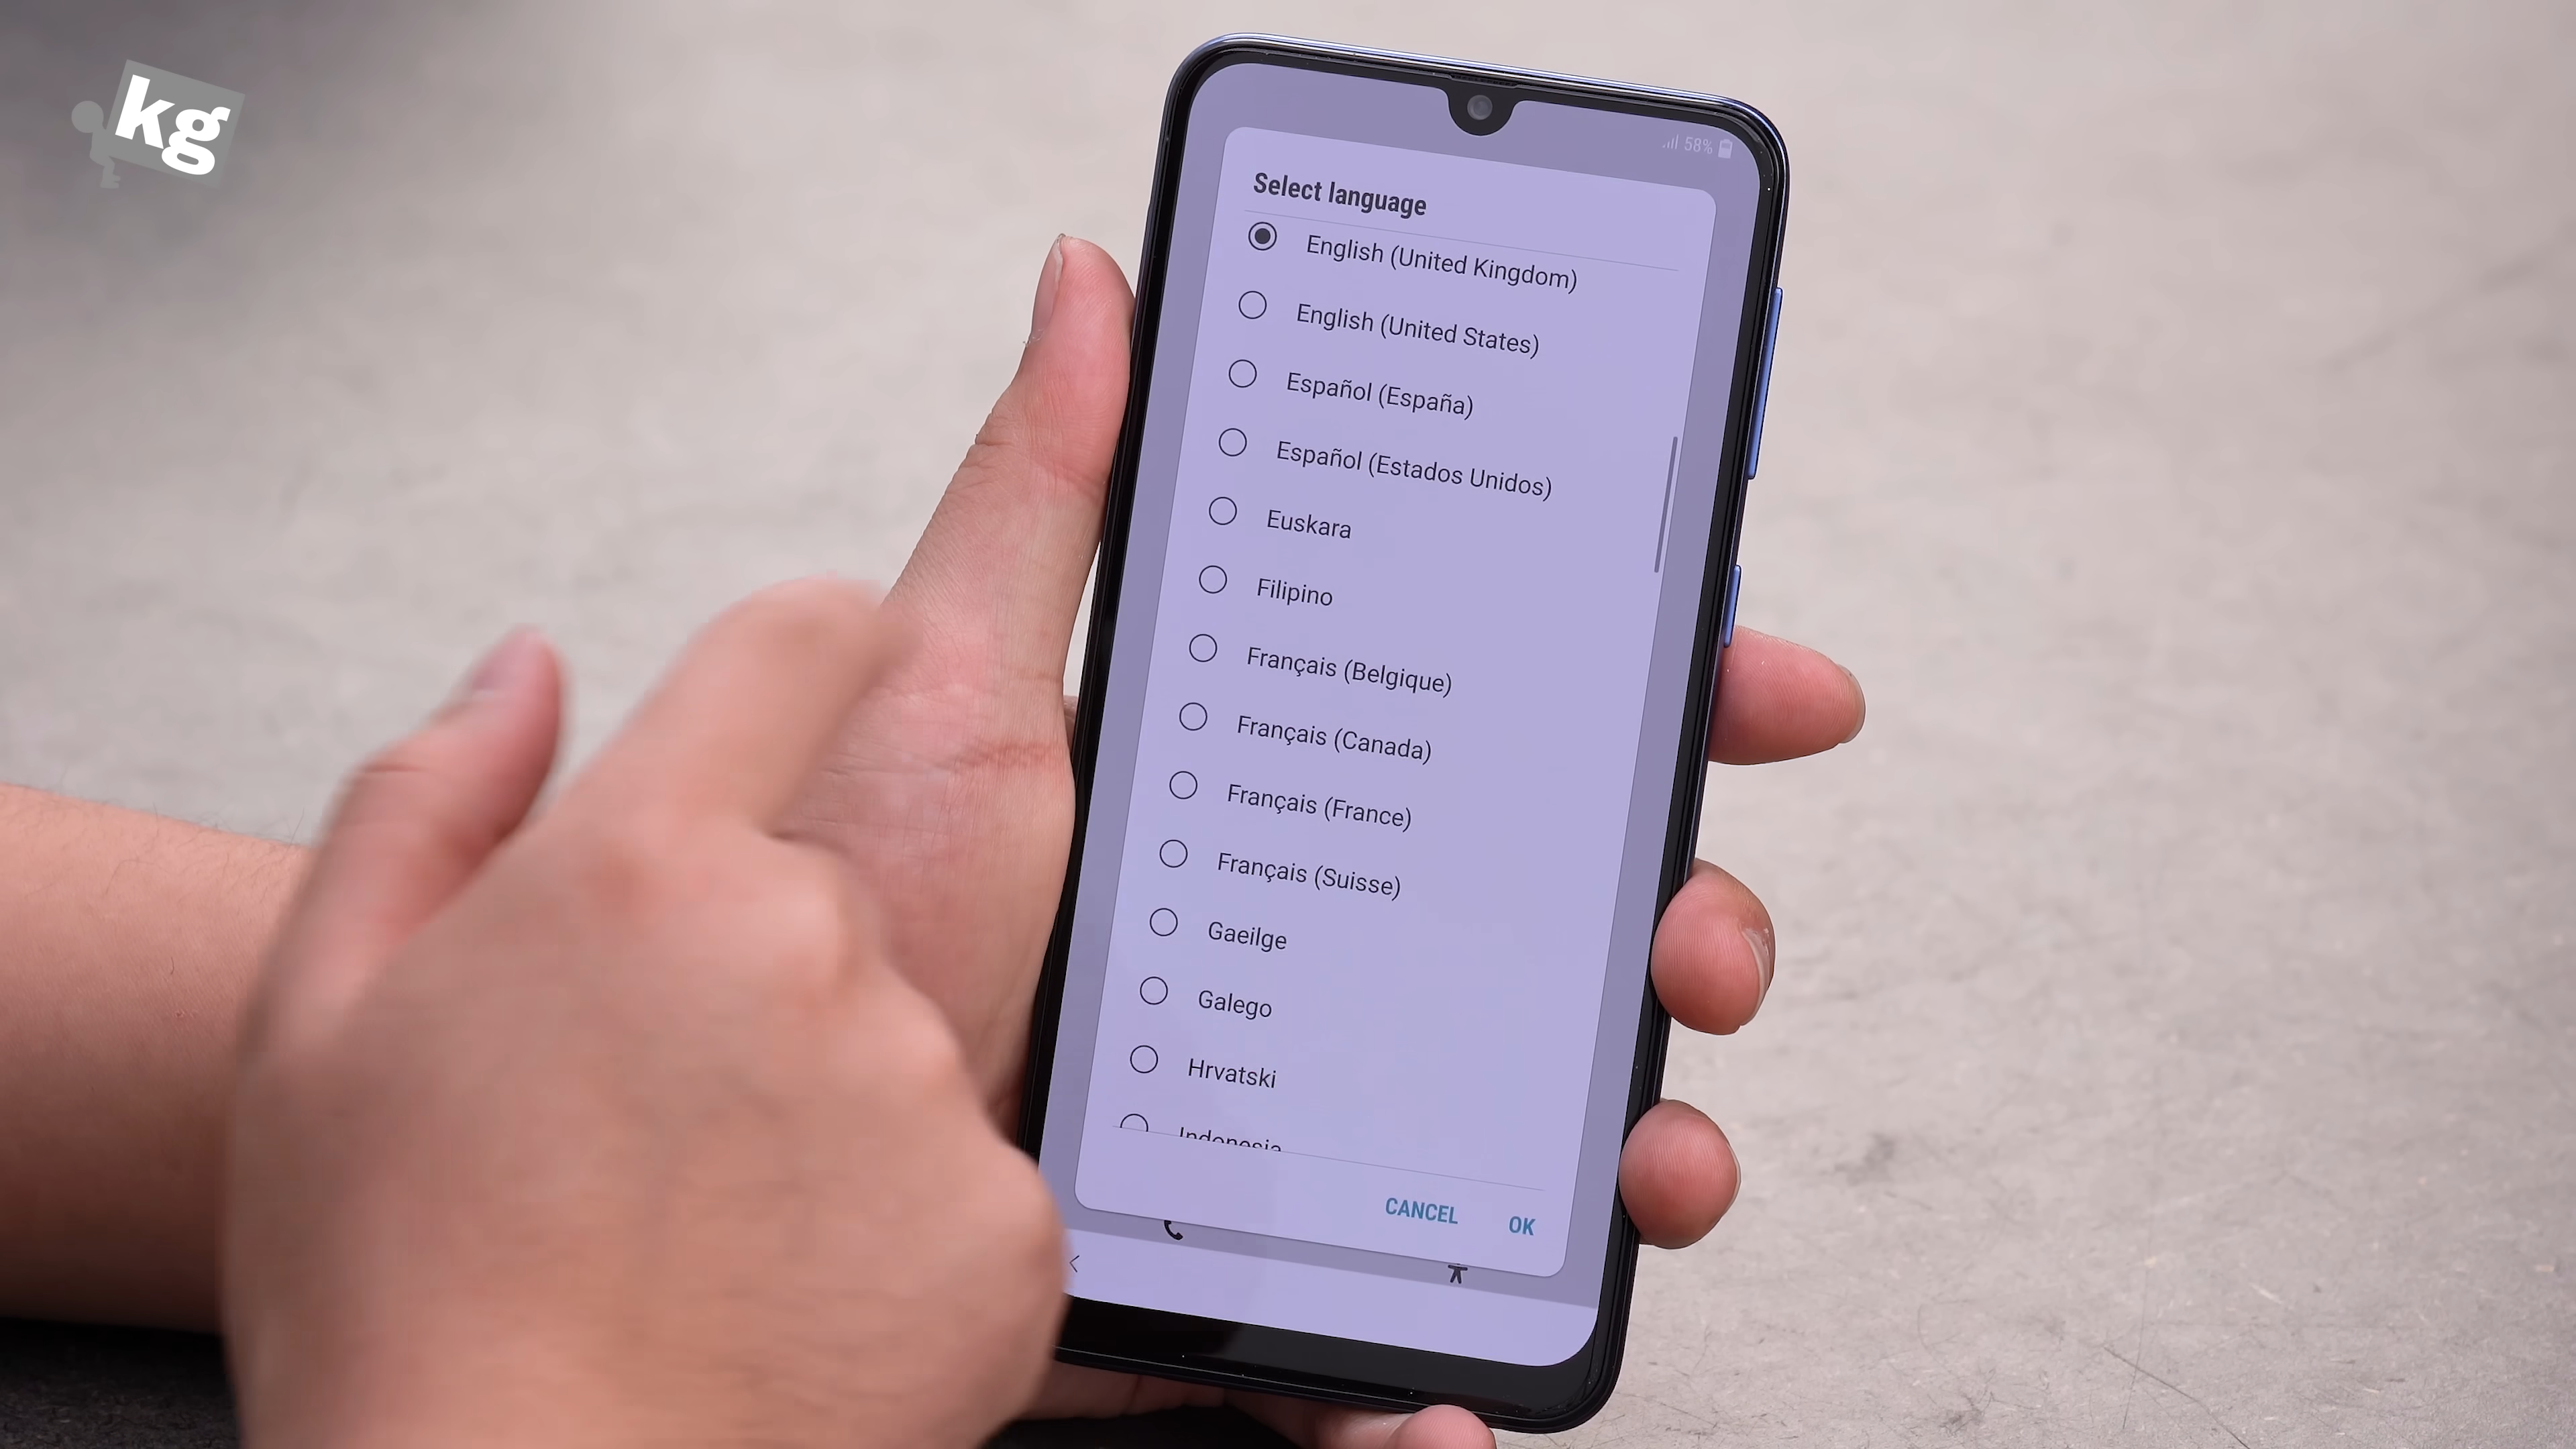 kg
58%
Select language
English (United Kingdom)
English (United States)
Español (España)
Español (Estados Unidos)
Euskara
Filipino
Français (Belgique)
Français (Canada)
Français (France)
Français (Suisse)
Gaeilge
Galego
Hrvatski
Indonesia
CANCEL OK